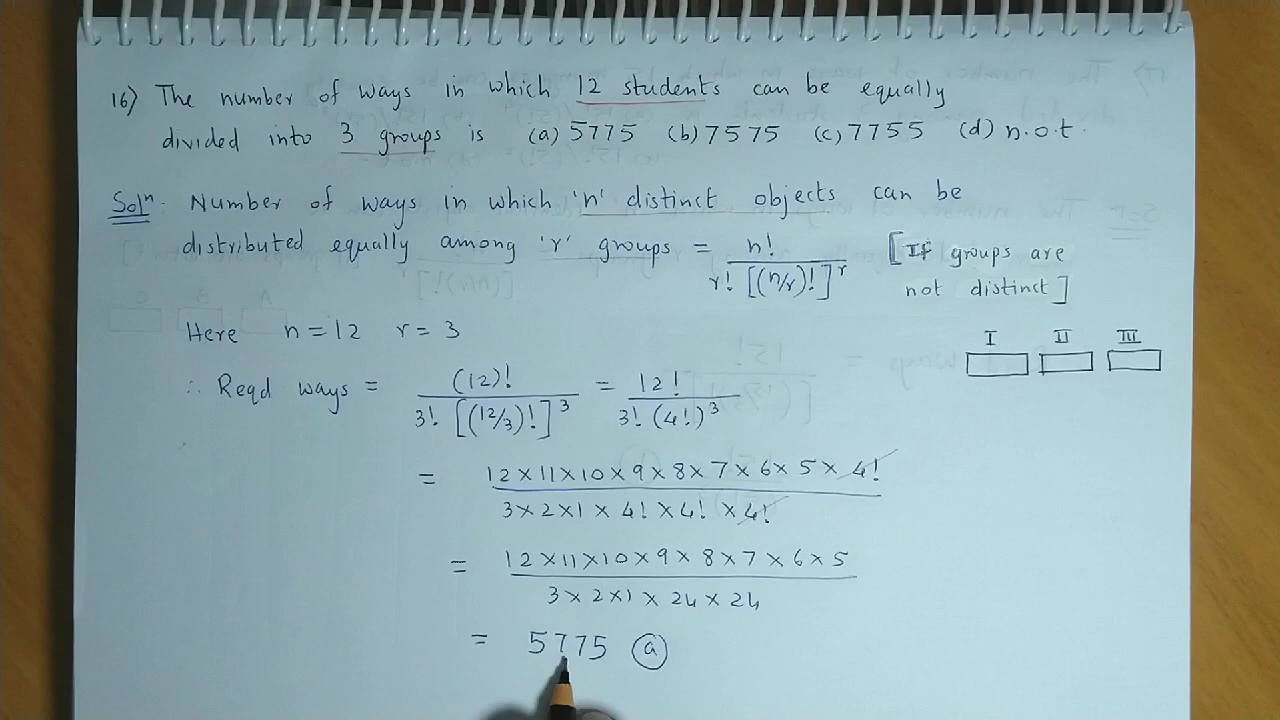 16) The number of ways in which 12 students can be equally
divided into 3 groups is (a) 5775 (b) 7575 (c) 7755 (d) n.o.t.
Solⁿ. Number of ways in which 'n' distinct objects can be
distributed equally among 'r' groups = n! / r! [(n/r)!]^r [If groups are
not distinct]
Here n=12 r=3
I II III
∴ Reqd ways = (12)! / 3! [(12/3)!]^3 = 12! / 3! (4!)^3
= 12×11×10×9×8×7×6×5×4! / 3×2×1×4!×4!×4!
= 12×11×10×9×8×7×6×5 / 3×2×1×24×24
= 5775 (a)